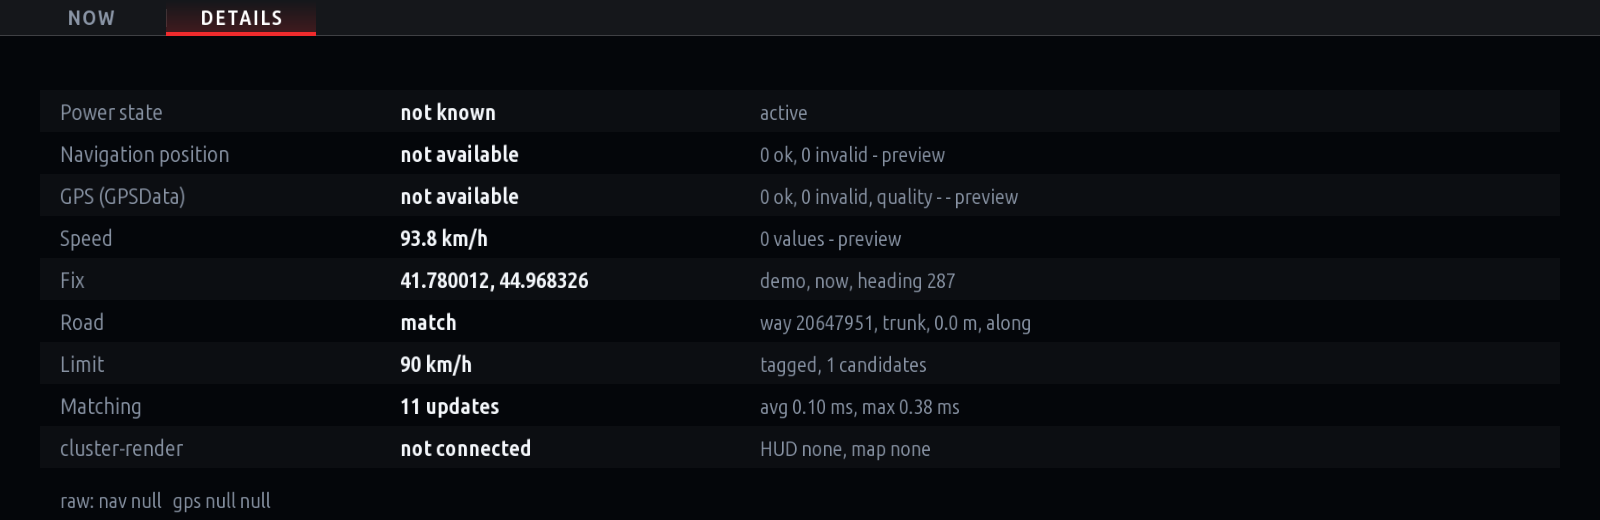 NOW DETAILS
Power state not known active
Navigation position not available 0 ok, 0 invalid - preview
GPS (GPSData) not available 0 ok, 0 invalid, quality - - preview
Speed 93.8 km/h 0 values - preview
Fix 41.780012, 44.968326 demo, now, heading 287
Road match way 20647951, trunk, 0.0 m, along
Limit 90 km/h tagged, 1 candidates
Matching 11 updates avg 0.10 ms, max 0.38 ms
cluster-render not connected HUD none, map none
raw: nav null gps null null